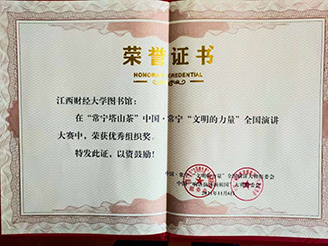 荣誉证书
HONORARY CREDENTIAL
江西财经大学图书馆：
在“常宁塔山茶”中国·常宁“文明的力量”全国演讲
大赛中，荣获优秀组织奖。
特发此证，以资鼓励！